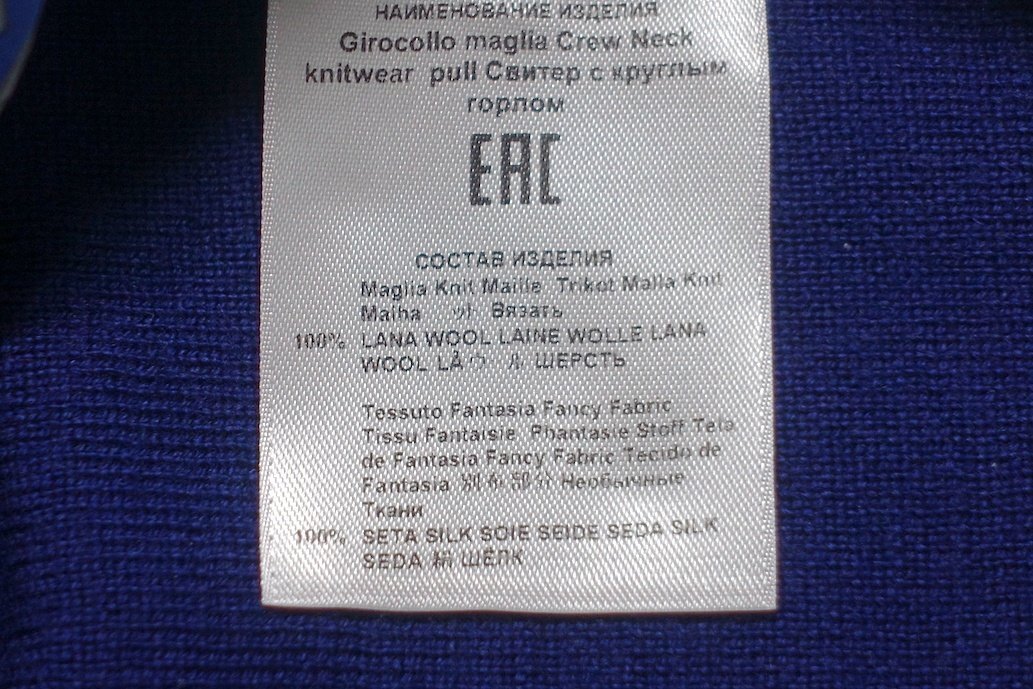 НАИМЕНОВАНИЕ ИЗДЕЛИЯ
Girocollo maglia Crew Neck
knitwear pull Свитер с круглым
горлом
EAC
СОСТАВ ИЗДЕЛИЯ
Maglia Knit Maille Trikot Malla Knit
Malha Вязать
100% LANA WOOL LAINE WOLLE LANA
WOOL LÃ ШЕРСТЬ
Tessuto Fantasia Fancy Fabric
Tissu Fantaisie Phantasie Stoff Tela
de Fantasia Fancy Fabric Tecido de
Fantasia Необычные
Ткани
100% SETA SILK SOIE SEIDE SEDA SILK
SEDA ШЁЛК